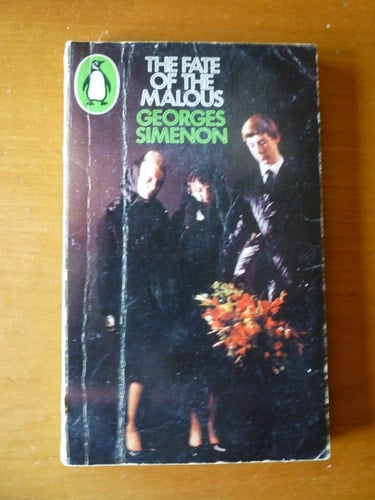 THE FATE
OF THE
MALOUS
GEORGES
SIMENON